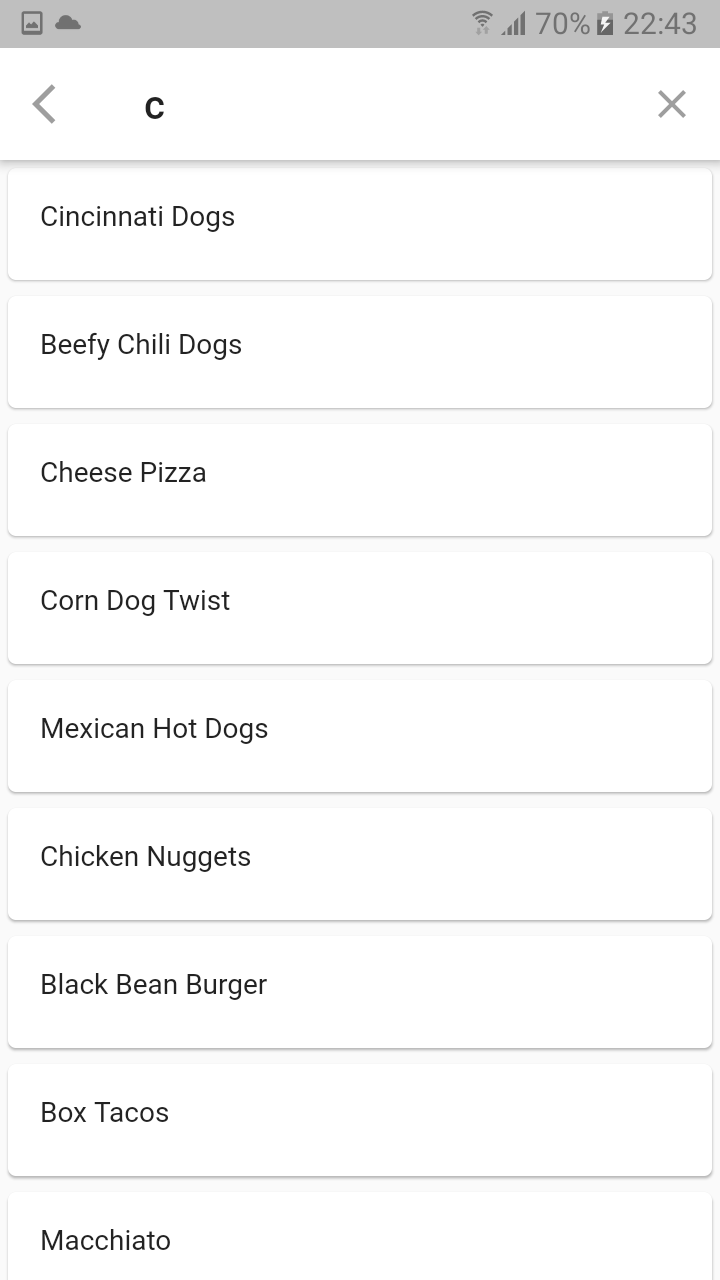 70% 22:43
c
Cincinnati Dogs
Beefy Chili Dogs
Cheese Pizza
Corn Dog Twist
Mexican Hot Dogs
Chicken Nuggets
Black Bean Burger
Box Tacos
Macchiato